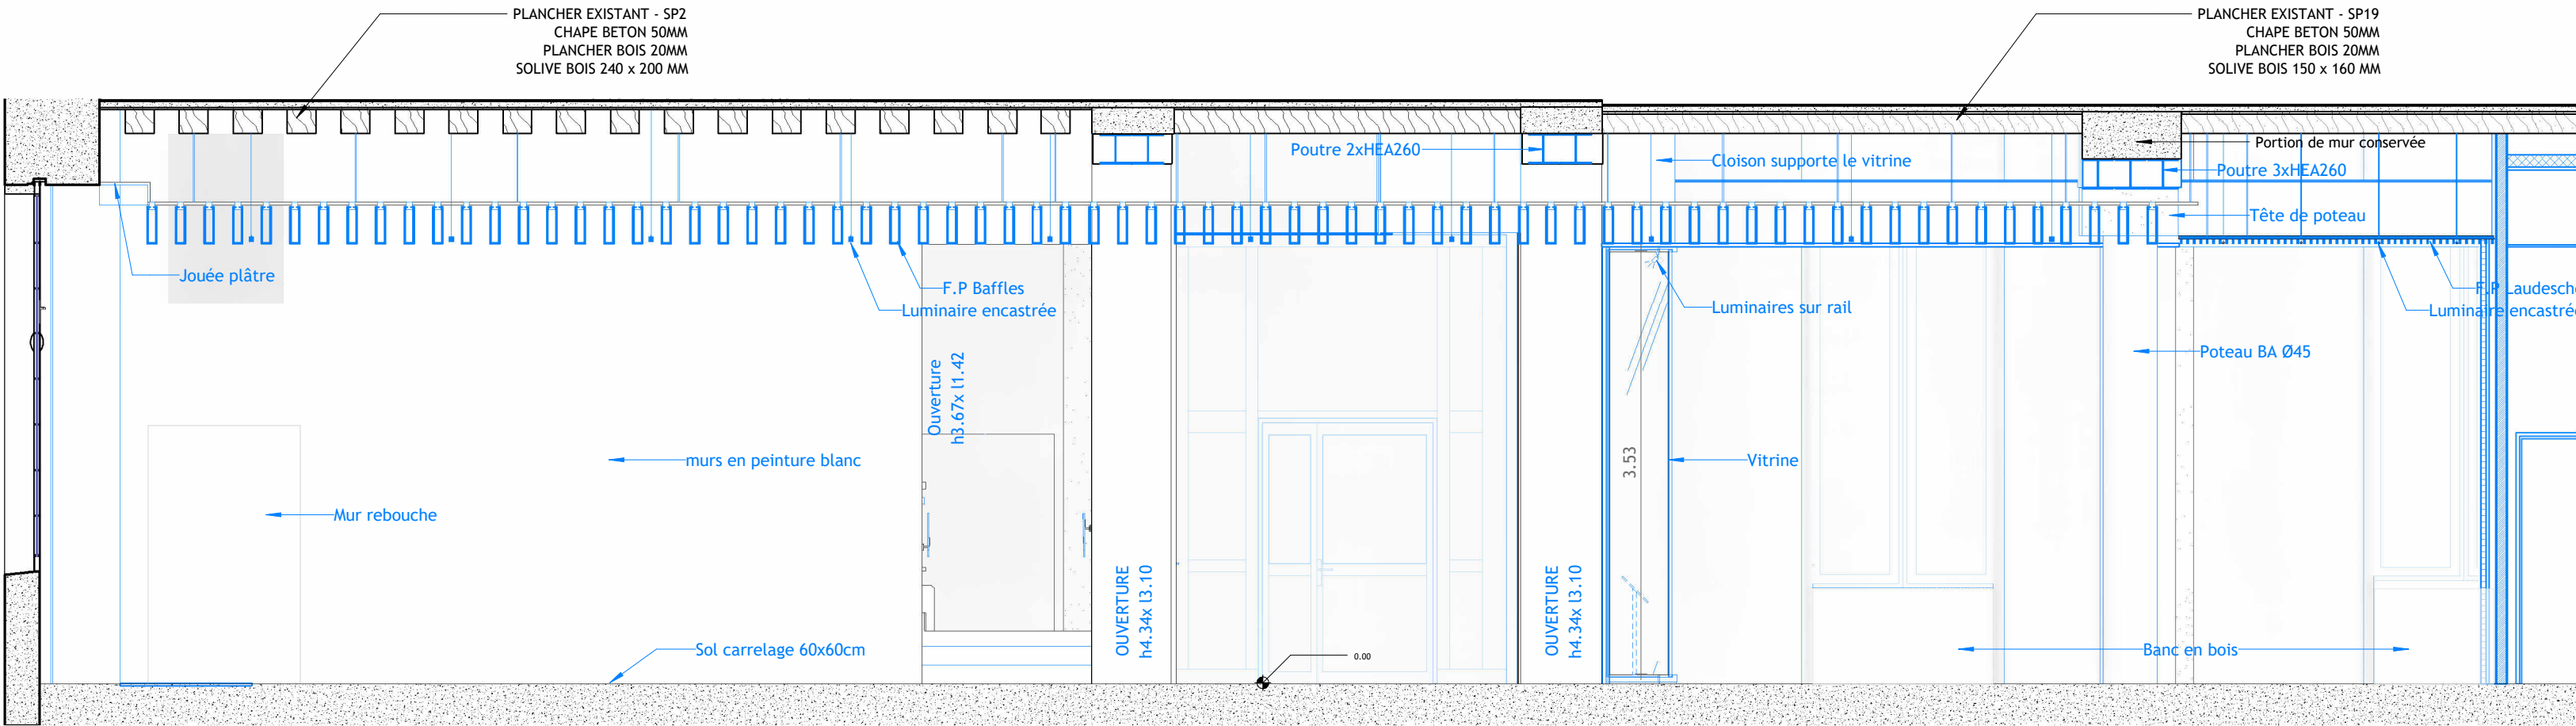 PLANCHER EXISTANT - SP2
CHAPE BETON 50MM
PLANCHER BOIS 20MM
SOLIVE BOIS 240 x 200 MM
PLANCHER EXISTANT - SP19
CHAPE BETON 50MM
PLANCHER BOIS 20MM
SOLIVE BOIS 150 x 160 MM
Poutre 2xHEA260
Cloison supporte le vitrine
Portion de mur conservée
Poutre 3xHEA260
Tête de poteau
Jouée plâtre
F.P Baffles
Luminaire encastrée
Luminaires sur rail
F.P Laudesch
Luminaire encastrée
Ouverture
h3.67x l1.42
Poteau BA Ø45
murs en peinture blanc
3.53
Vitrine
Mur rebouche
OUVERTURE
h4.34x l3.10
OUVERTURE
h4.34x l3.10
Sol carrelage 60x60cm
0.00
Banc en bois